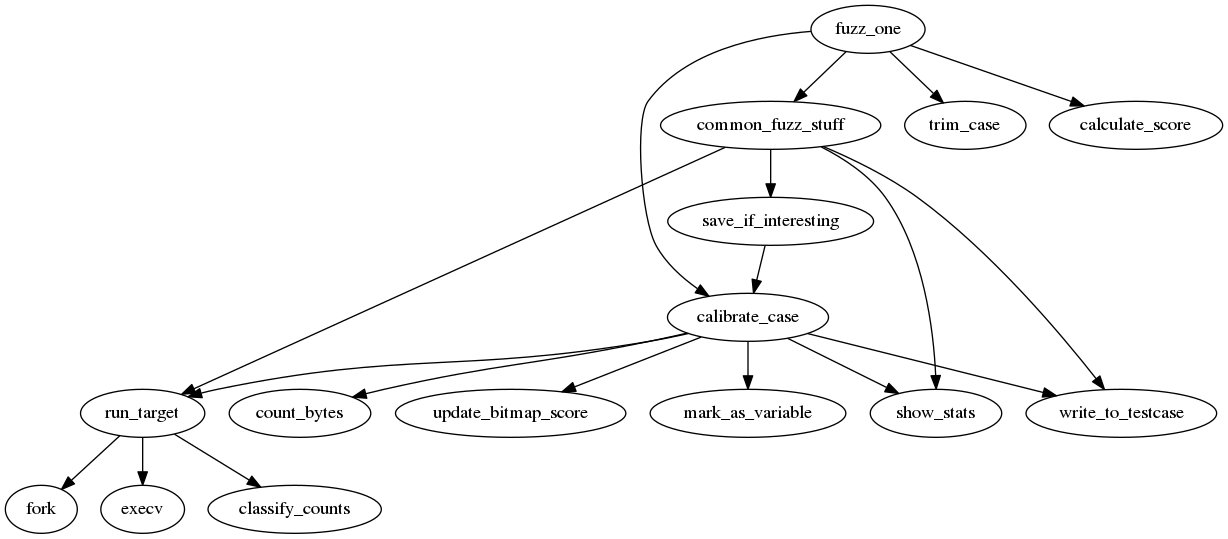 fuzz_one
common_fuzz_stuff
trim_case
calculate_score
save_if_interesting
calibrate_case
run_target
count_bytes
update_bitmap_score
mark_as_variable
show_stats
write_to_testcase
fork
execv
classify_counts